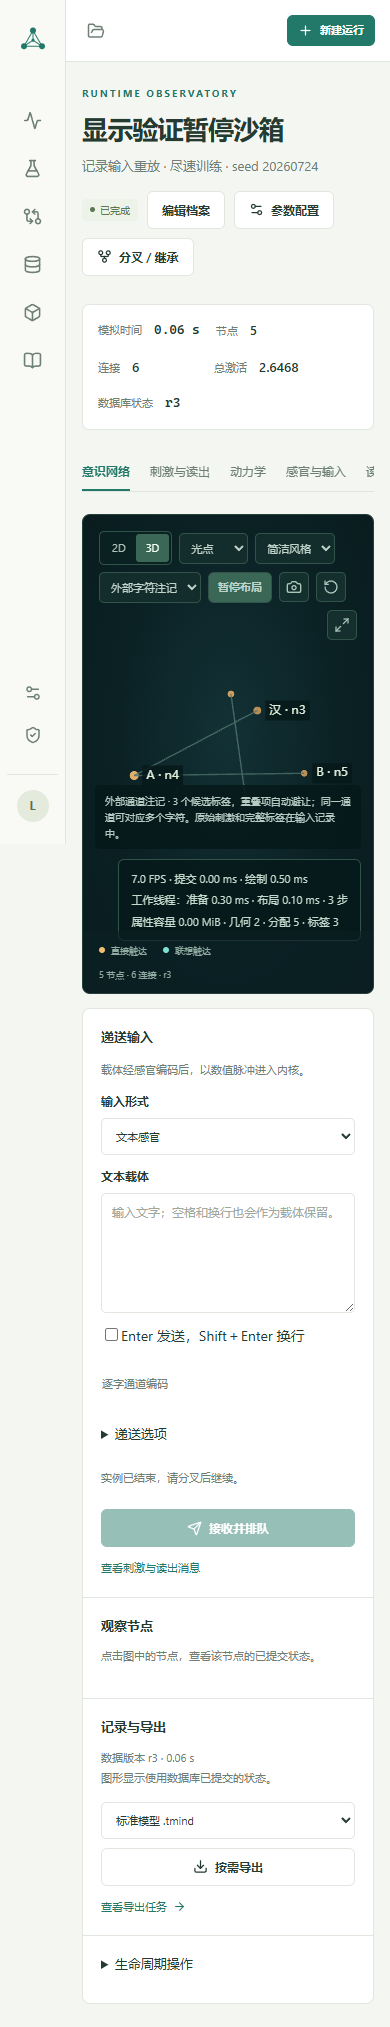 新建运行
RUNTIME OBSERVATORY
显示验证暂停沙箱
记录输入重放 · 尽速训练 · seed 20260724
已完成
编辑档案
参数配置
分叉 / 继承
模拟时间 0.06 s 节点 5
连接 6 总激活 2.6468
数据库状态 r3
意识网络 刺激与读出 动力学 感官与输入
2D 3D 光点 简洁风格
外部字符注记 暂停布局
汉 · n3
A · n4
B · n5
外部通道注记 · 3 个候选标签，重叠项自动避让；同一通
道可对应多个字符。原始刺激和完整标签在输入记录
中。
7.0 FPS · 提交 0.00 ms · 绘制 0.50 ms
工作线程：准备 0.30 ms · 布局 0.10 ms · 3 步
属性容量 0.00 MiB · 几何 2 · 分配 5 · 标签 3
直接触达 联想触达
5 节点 · 6 连接 · r3
L
递送输入
载体经感官编码后，以数值脉冲进入内核。
输入形式
文本感官
文本载体
输入文字；空格和换行也会作为载体保留。
Enter 发送，Shift + Enter 换行
逐字通道编码
递送选项
实例已结束，请分叉后继续。
接收并排队
查看刺激与读出消息
观察节点
点击图中的节点，查看该节点的已提交状态。
记录与导出
数据版本 r3 · 0.06 s
图形显示使用数据库已提交的状态。
标准模型 .tmind
按需导出
查看导出任务 →
生命周期操作